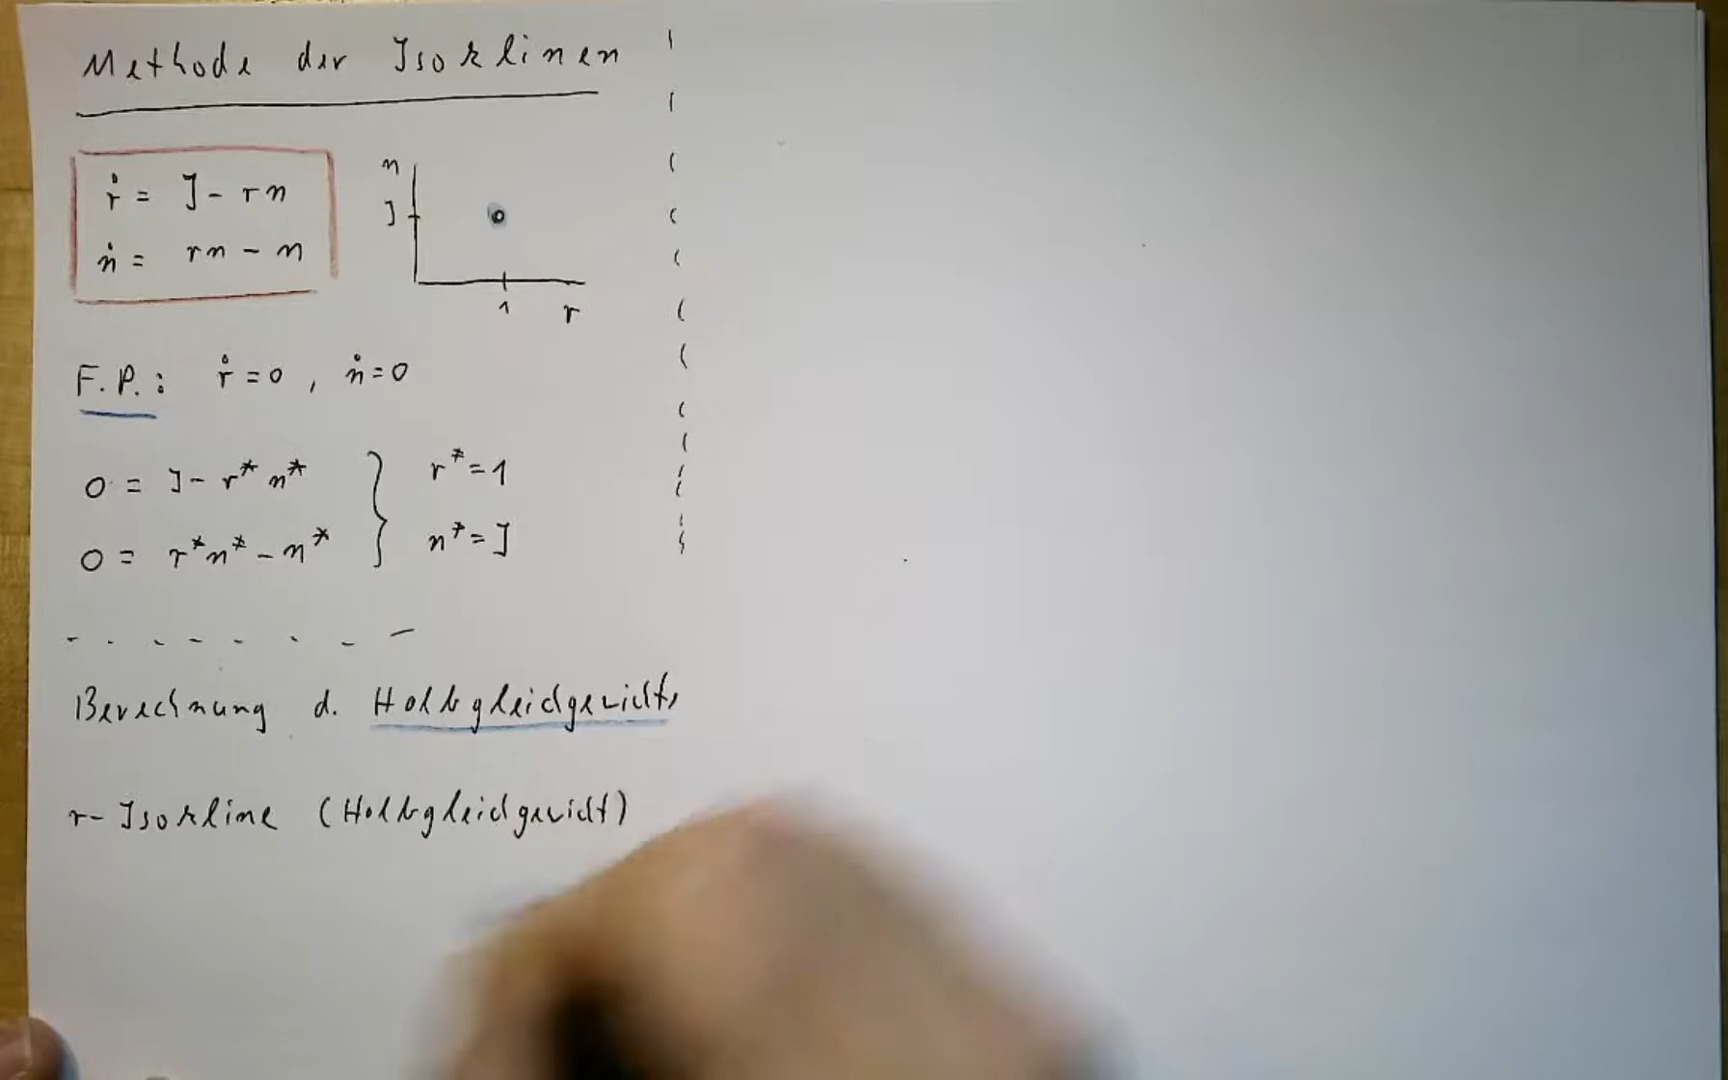 Methode der Isoklinen
ṙ = J - rn
ṅ = rn - n
n
J
1
r
F.P.: ṙ = 0 , ṅ = 0
0 = J - r* n*
0 = r* n* - n*
r* = 1
n* = J
Berechnung d. Halbgleichgewichts
r-Isokline (Halbgleichgewicht)